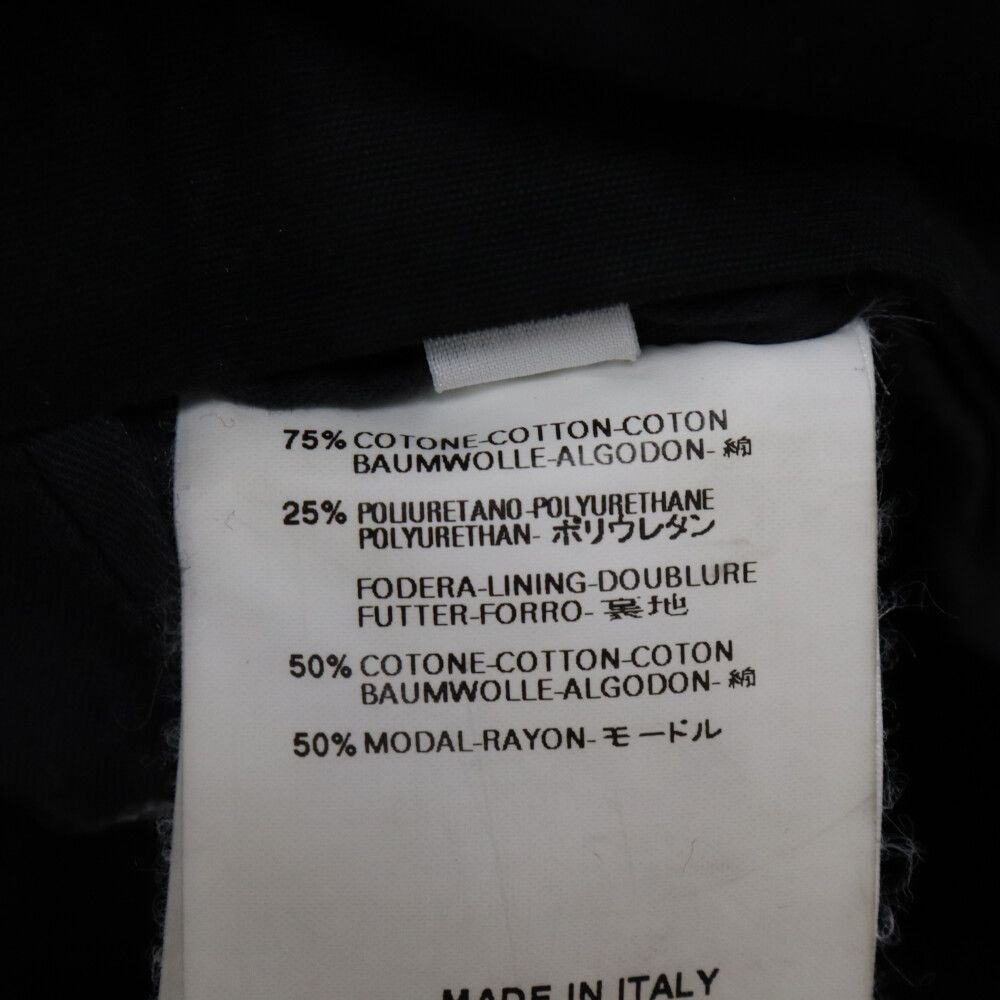 75% COTONE-COTTON-COTON
BAUMWOLLE-ALGODON-綿
25% POLIURETANO-POLYURETHANE
POLYURETHAN-ポリウレタン
FODERA-LINING-DOUBLURE
FUTTER-FORRO-裏地
50% COTONE-COTTON-COTON
BAUMWOLLE-ALGODON-綿
50% MODAL-RAYON-モードル
MADE IN ITALY